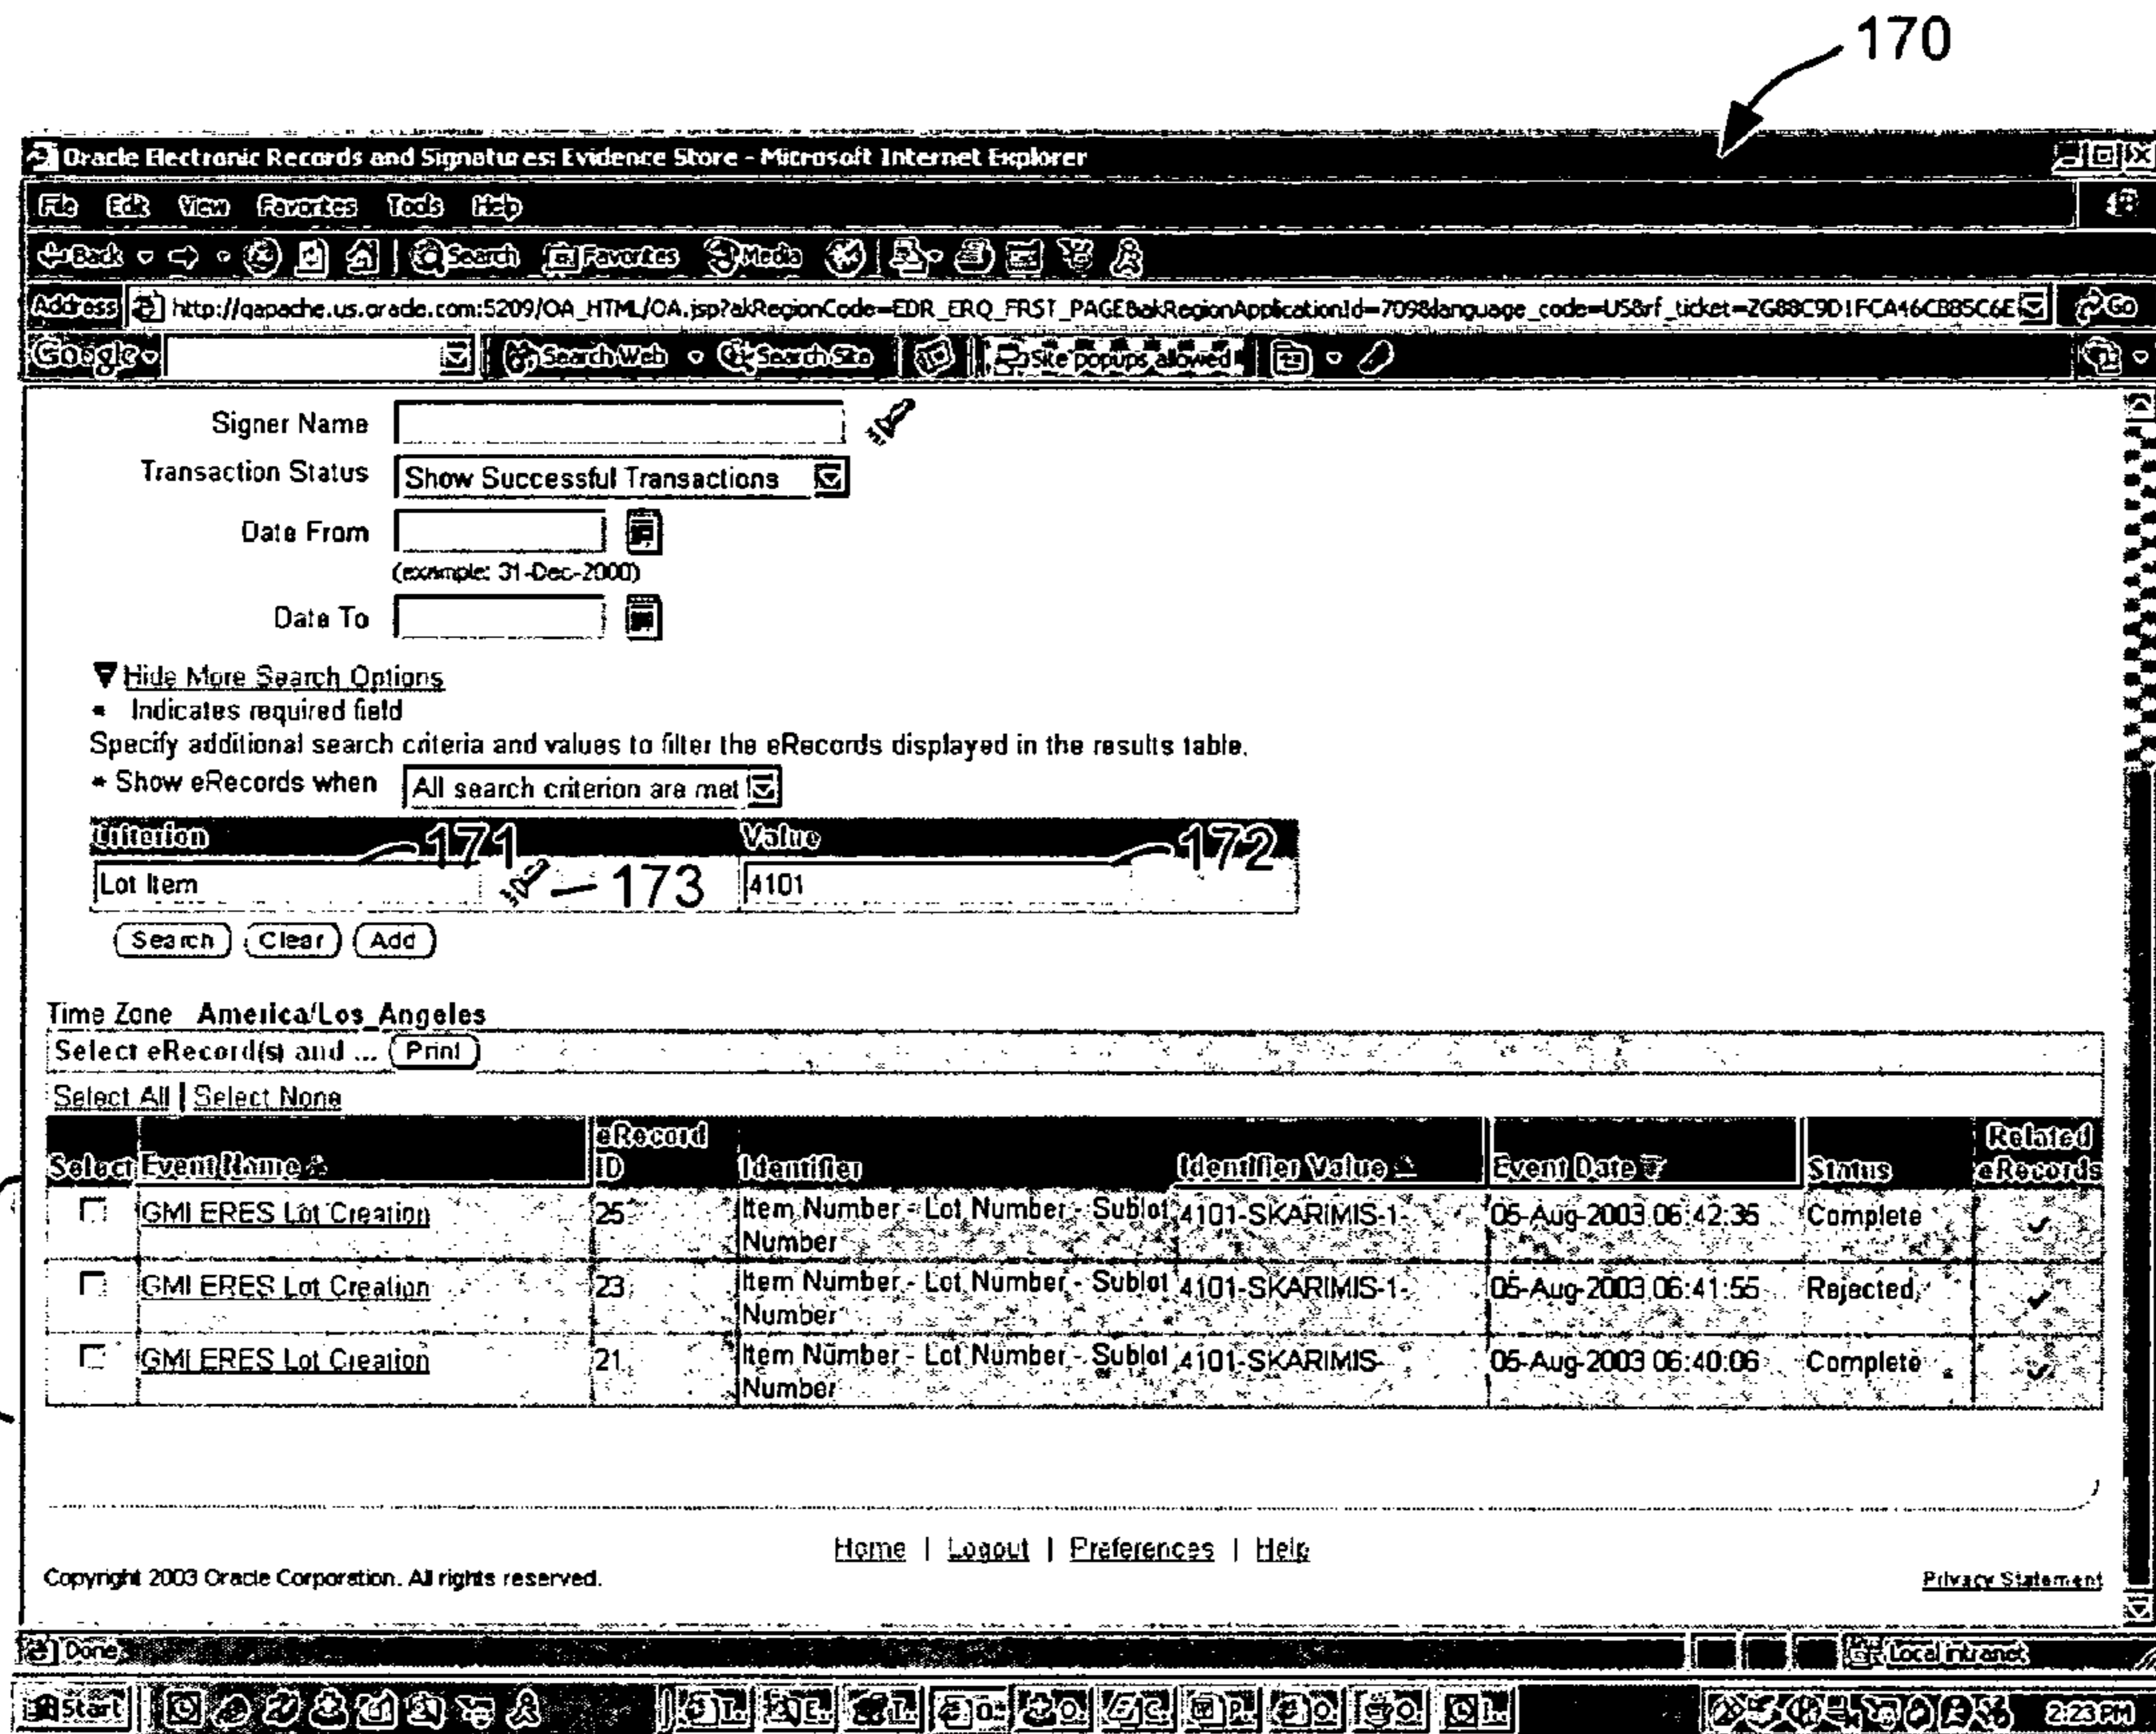 170
Oracle Electronic Records and Signatures: Evidence Store - Microsoft Internet Explorer
File Edit View Favorites Tools Help
Back Search Favorites Media
Address http://qapache.us.oracle.com:5209/OA_HTML/OA.jsp?akRegionCode=EDR_ERQ_FRST_PAGE&akRegionApplicationId=709&language_code=US&rf_ticket=ZG88C9D1FCA46CB85C6E Go
Google Search Web Search Site Site popups allowed
Signer Name
Transaction Status Show Successful Transactions
Date From
(example: 31-Dec-2000)
Date To
Hide More Search Options
* Indicates required field
Specify additional search criteria and values to filter the eRecords displayed in the results table.
* Show eRecords when All search criterion are met
Criterion 171 Value 172
Lot Item 173 4101
Search Clear Add
Time Zone America/Los_Angeles
Select eRecord(s) and ... Print
Select All | Select None
Select Event Name eRecord ID Identifier Identifier Value Event Date Status Related eRecords
GMI ERES Lot Creation 25 Item Number - Lot Number - Sublot Number 4101-SKARIMIS-1- 05-Aug-2003 06:42:35 Complete
GMI ERES Lot Creation 23 Item Number - Lot Number - Sublot Number 4101-SKARIMIS-1- 05-Aug-2003 06:41:55 Rejected
GMI ERES Lot Creation 21 Item Number - Lot Number - Sublot Number 4101-SKARIMIS- 05-Aug-2003 06:40:06 Complete
Home | Logout | Preferences | Help
Copyright 2003 Oracle Corporation. All rights reserved. Privacy Statement
Done Local intranet
Start 2:23 PM